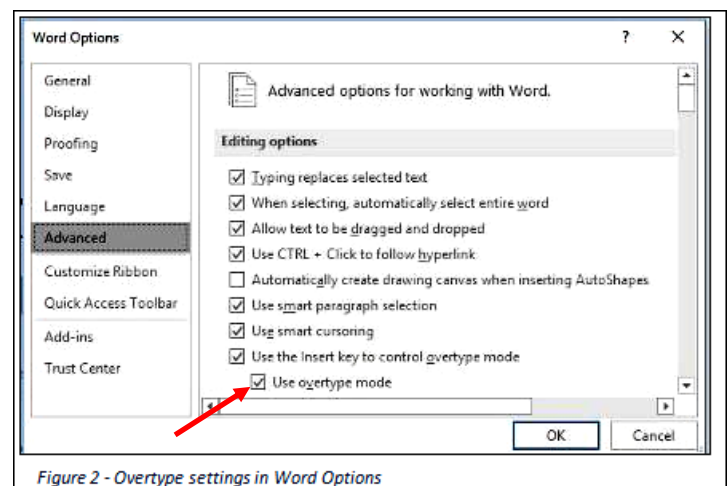 Word Options ? ×
General
Display
Proofing
Save
Language
Advanced
Customize Ribbon
Quick Access Toolbar
Add-ins
Trust Center
Advanced options for working with Word.
Editing options
Typing replaces selected text
When selecting, automatically select entire word
Allow text to be dragged and dropped
Use CTRL + Click to follow hyperlink
Automatically create drawing canvas when inserting AutoShapes
Use smart paragraph selection
Use smart cursoring
Use the Insert key to control overtype mode
Use overtype mode
OK Cancel
Figure 2 - Overtype settings in Word Options